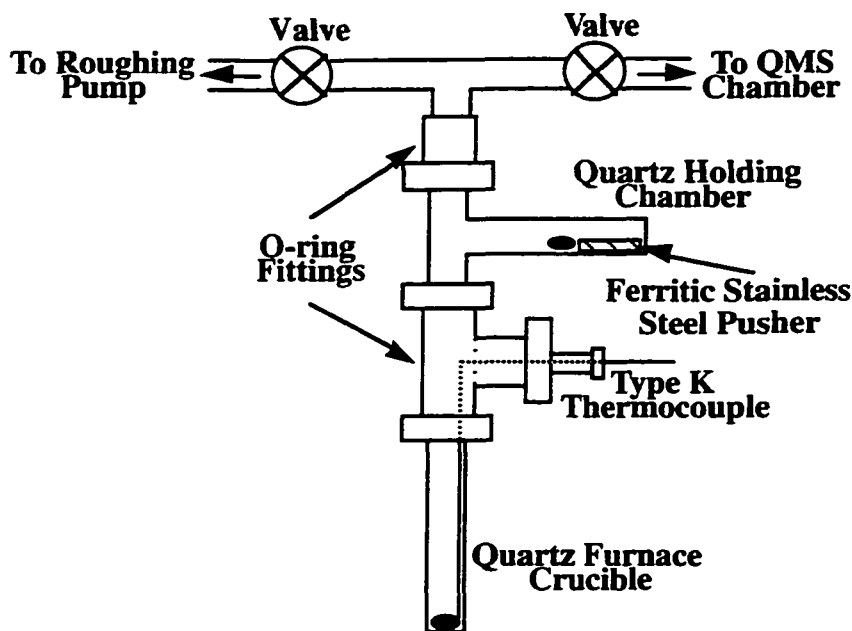 Valve
Valve
To Roughing
Pump
To QMS
Chamber
Quartz Holding
Chamber
O-ring
Fittings
Ferritic Stainless
Steel Pusher
Type K
Thermocouple
Quartz Furnace
Crucible